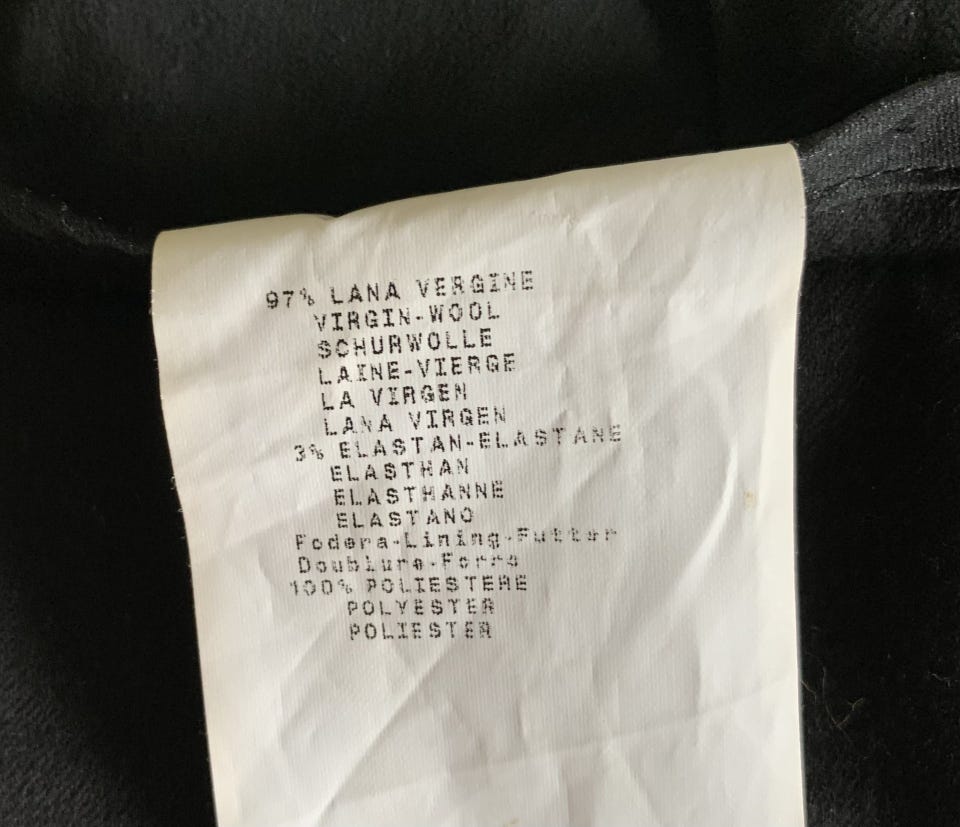 97% LANA VERGINE
VIRGIN-WOOL
SCHURWOLLE
LAINE-VIERGE
LA VIRGEN
LANA VIRGEN
3% ELASTAN-ELASTANE
ELASTHAN
ELASTHANNE
ELASTANO
Fodera-Lining-Futter
Doublure-Forro
100% POLIESTERE
POLYESTER
POLIESTER